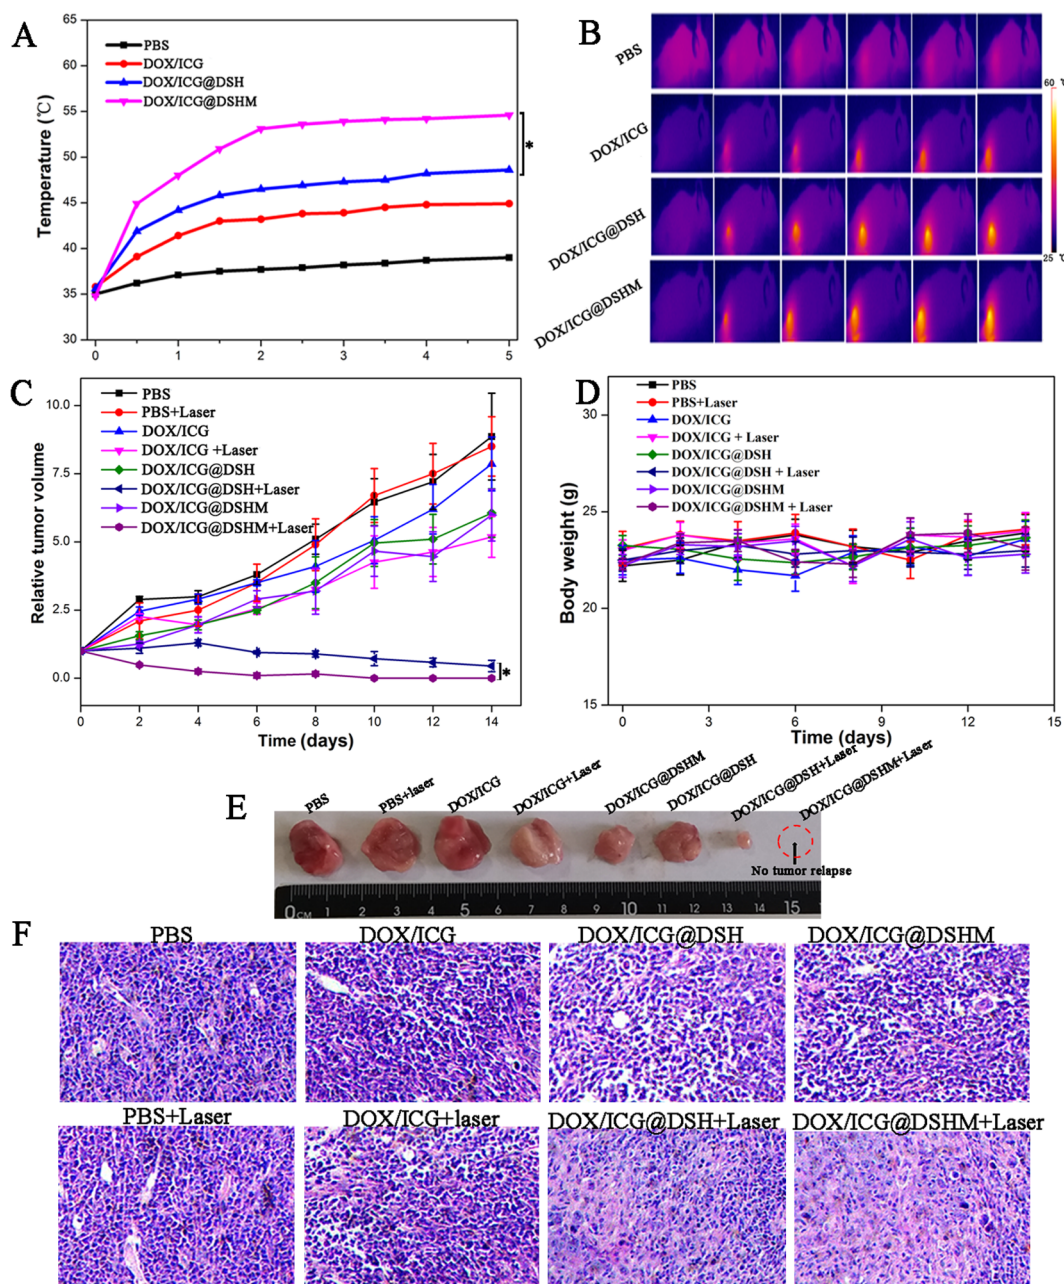 A
Temperature (℃)
65
60
55
50
45
40
35
30
PBS
DOX/ICG
DOX/ICG@DSH
DOX/ICG@DSHM
*
0
1
2
3
4
5
B
PBS
DOX/ICG
DOX/ICG@DSH
DOX/ICG@DSHM
60 ℃
25 ℃
C
Relative tumor volume
10.0
7.5
5.0
2.5
0.0
PBS
PBS+Laser
DOX/ICG
DOX/ICG +Laser
DOX/ICG@DSH
DOX/ICG@DSH+Laser
DOX/ICG@DSHM
DOX/ICG@DSHM+Laser
*
0
2
4
6
8
10
12
14
Time (days)
D
Body weight (g)
30
25
20
15
PBS
PBS+Laser
DOX/ICG
DOX/ICG + Laser
DOX/ICG@DSH
DOX/ICG@DSH + Laser
DOX/ICG@DSHM
DOX/ICG@DSHM + Laser
0
3
6
9
12
15
Time (days)
E
PBS
PBS+laser
DOX/ICG
DOX/ICG+Laser
DOX/ICG@DSHM
DOX/ICG@DSH
DOX/ICG@DSH+Laser
DOX/ICG@DSHM+Laser
No tumor relapse
0CM 1 2 3 4 5 6 7 8 9 10 11 12 13 14 15
F
PBS
DOX/ICG
DOX/ICG@DSH
DOX/ICG@DSHM
PBS+Laser
DOX/ICG+laser
DOX/ICG@DSH+Laser
DOX/ICG@DSHM+Laser